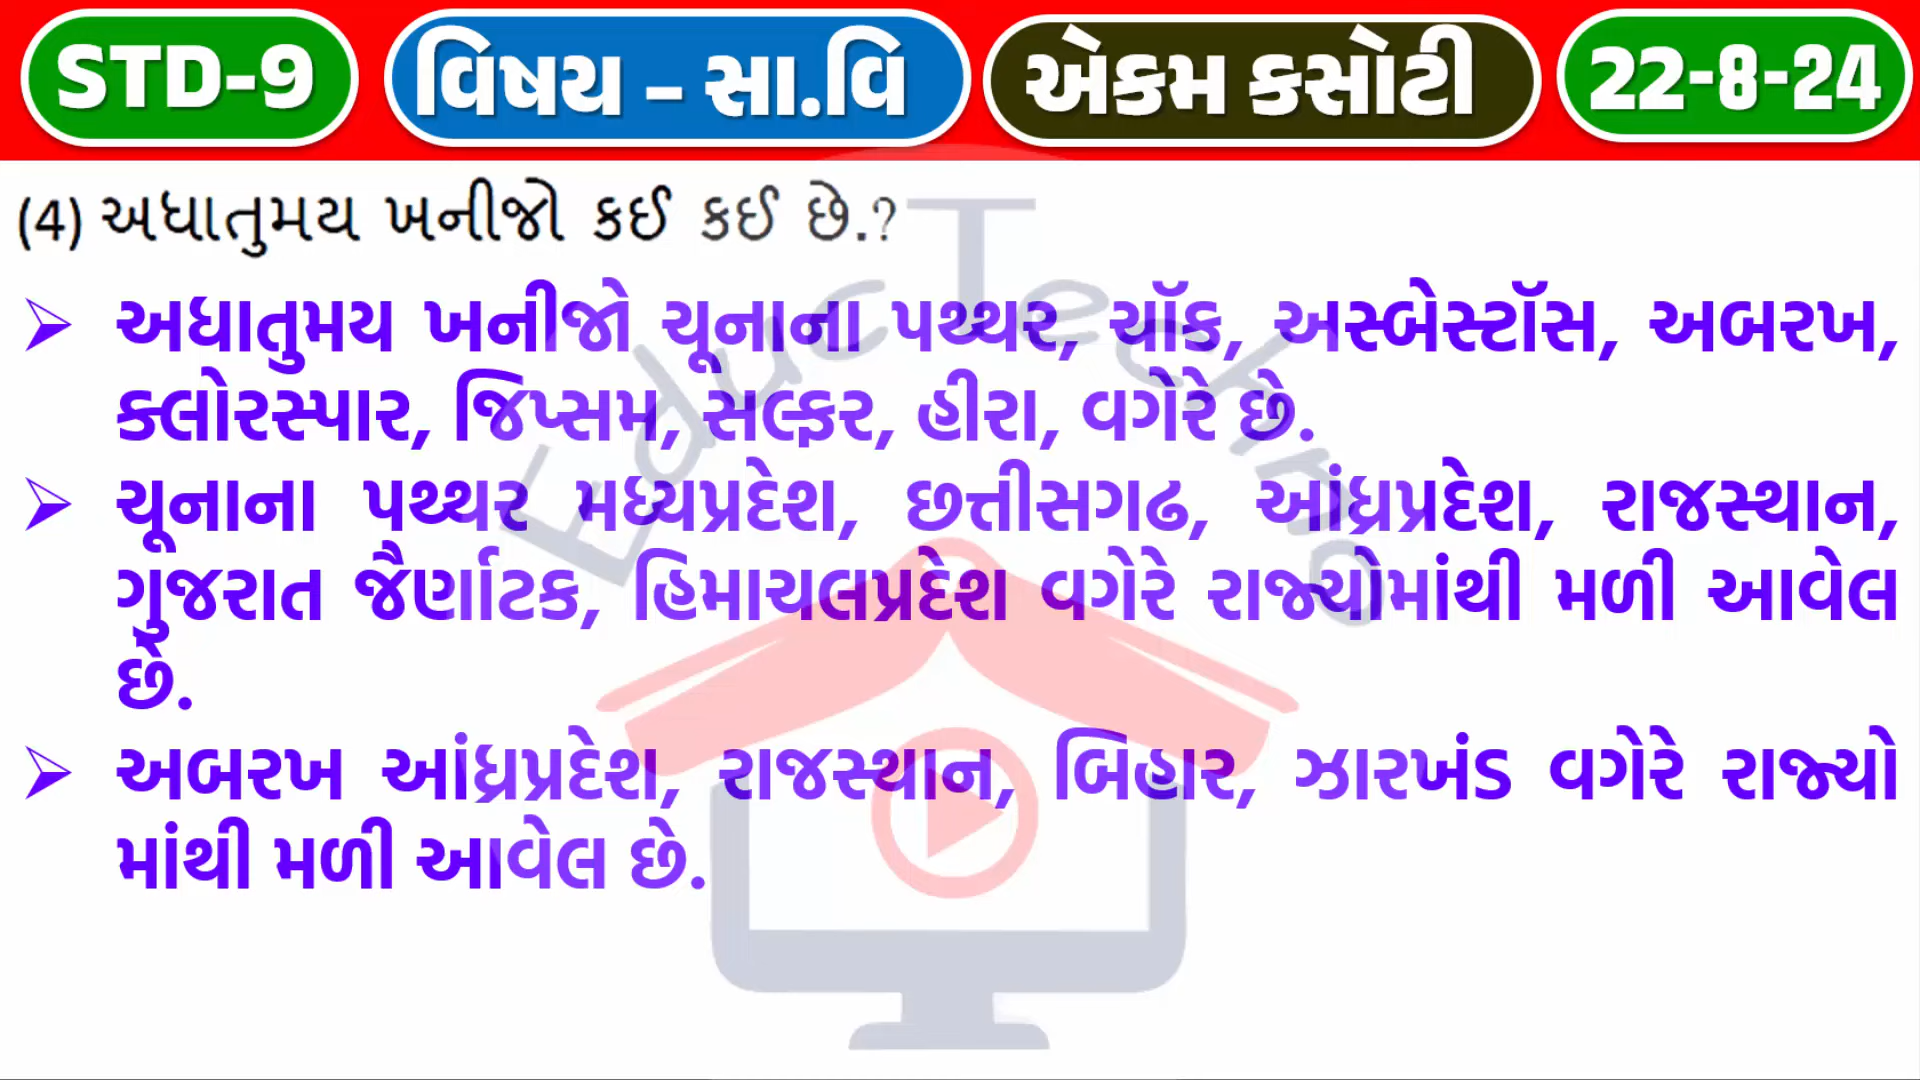 STD-9 વિષય – સા.વિ એકમ કસોટી 22-8-24
(4) અધાતુમય ખનીજો કઈ કઈ છે.?
➢ અધાતુમય ખનીજો ચૂનાના પથ્થર, ચૉક, અસ્બેસ્ટૉસ, અબરખ,
ક્લોરસ્પાર, જિપ્સમ, સલ્ફર, હીરા, વગેરે છે.
➢ ચૂનાના પથ્થર મધ્યપ્રદેશ, છત્તીસગઢ, આંધ્રપ્રદેશ, રાજસ્થાન,
ગુજરાત જૈર્ણાટક, હિમાચલપ્રદેશ વગેરે રાજ્યોમાંથી મળી આવેલ
છે.
➢ અબરખ આંધ્રપ્રદેશ, રાજસ્થાન, બિહાર, ઝારખંડ વગેરે રાજ્યો
માંથી મળી આવેલ છે.
Educ Techno